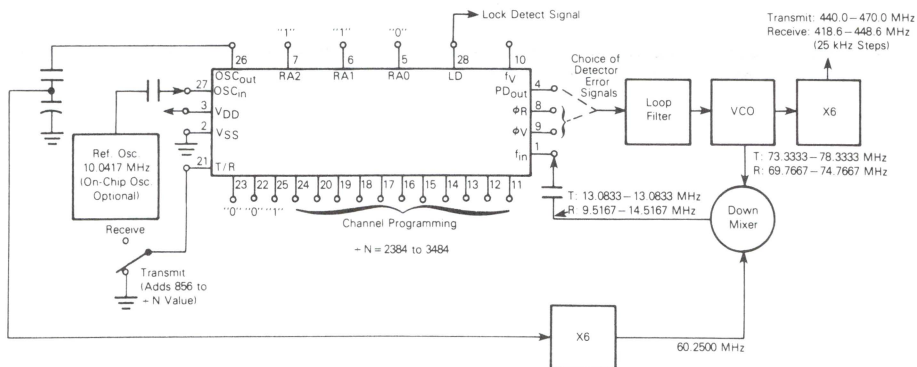 Lock Detect Signal
Transmit: 440.0–470.0 MHz
Receive: 418.6–448.6 MHz
(25 kHz Steps)
"1"
"1"
"0"
26
7
6
5
28
10
OSCout
RA2
RA1
RA0
LD
fV
27
OSCin
3
VDD
2
VSS
21
T/R
PDout
4
ϕR
8
ϕV
9
fin
1
Choice of
Detector
Error
Signals
Loop
Filter
VCO
X6
Ref. Osc.
10.0417 MHz
(On-Chip Osc.
Optional)
T: 73.3333–78.3333 MHz
R: 69.7667–74.7667 MHz
23 22 25 24 20 19 18 17 16 15 14 13 12 11
"0" "0" "1"
Channel Programming
÷ N = 2384 to 3484
T: 13.0833–13.0833 MHz
R: 9.5167–14.5167 MHz
Down
Mixer
Receive
Transmit
(Adds 856 to
÷ N Value)
X6
60.2500 MHz